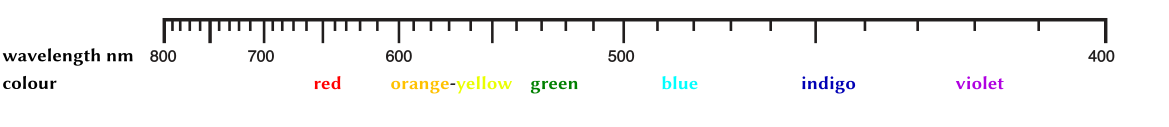 wavelength nm 800 700 600 500 400
colour red orange-yellow green blue indigo violet